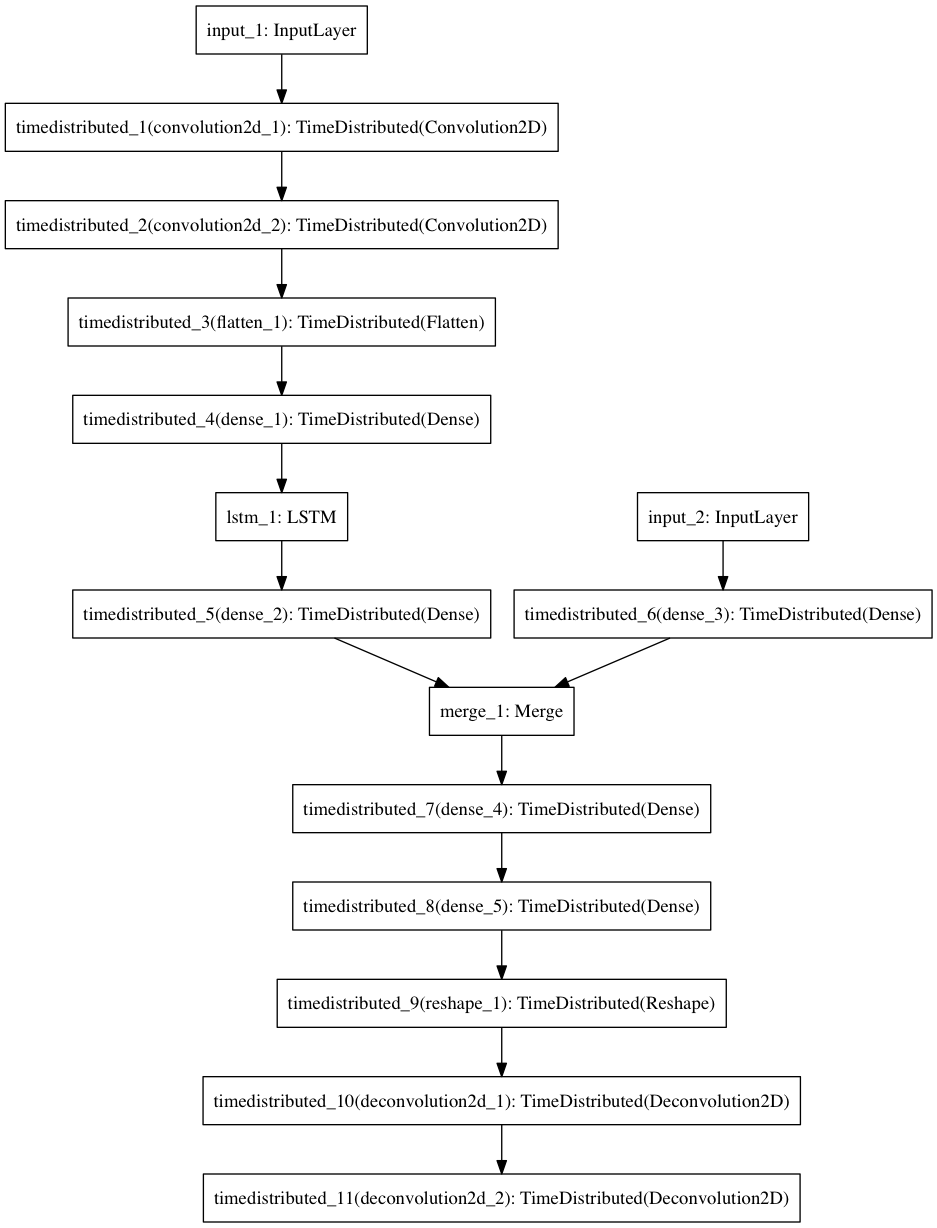 input_1: InputLayer
timedistributed_1(convolution2d_1): TimeDistributed(Convolution2D)
timedistributed_2(convolution2d_2): TimeDistributed(Convolution2D)
timedistributed_3(flatten_1): TimeDistributed(Flatten)
timedistributed_4(dense_1): TimeDistributed(Dense)
lstm_1: LSTM
input_2: InputLayer
timedistributed_5(dense_2): TimeDistributed(Dense)
timedistributed_6(dense_3): TimeDistributed(Dense)
merge_1: Merge
timedistributed_7(dense_4): TimeDistributed(Dense)
timedistributed_8(dense_5): TimeDistributed(Dense)
timedistributed_9(reshape_1): TimeDistributed(Reshape)
timedistributed_10(deconvolution2d_1): TimeDistributed(Deconvolution2D)
timedistributed_11(deconvolution2d_2): TimeDistributed(Deconvolution2D)